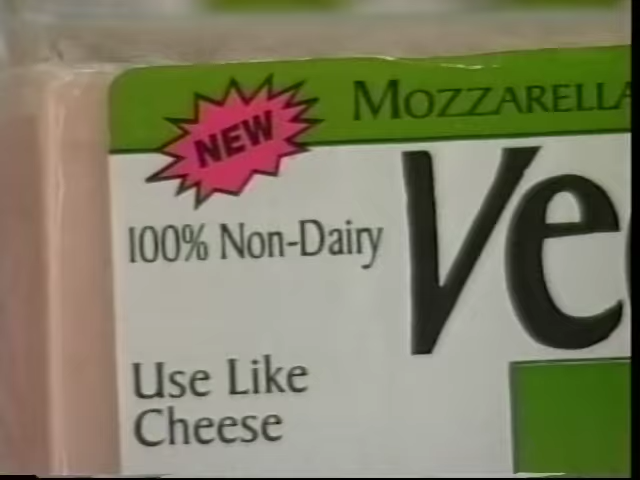 MOZZARELLA
NEW
Ve
100% Non-Dairy
Use Like
Cheese